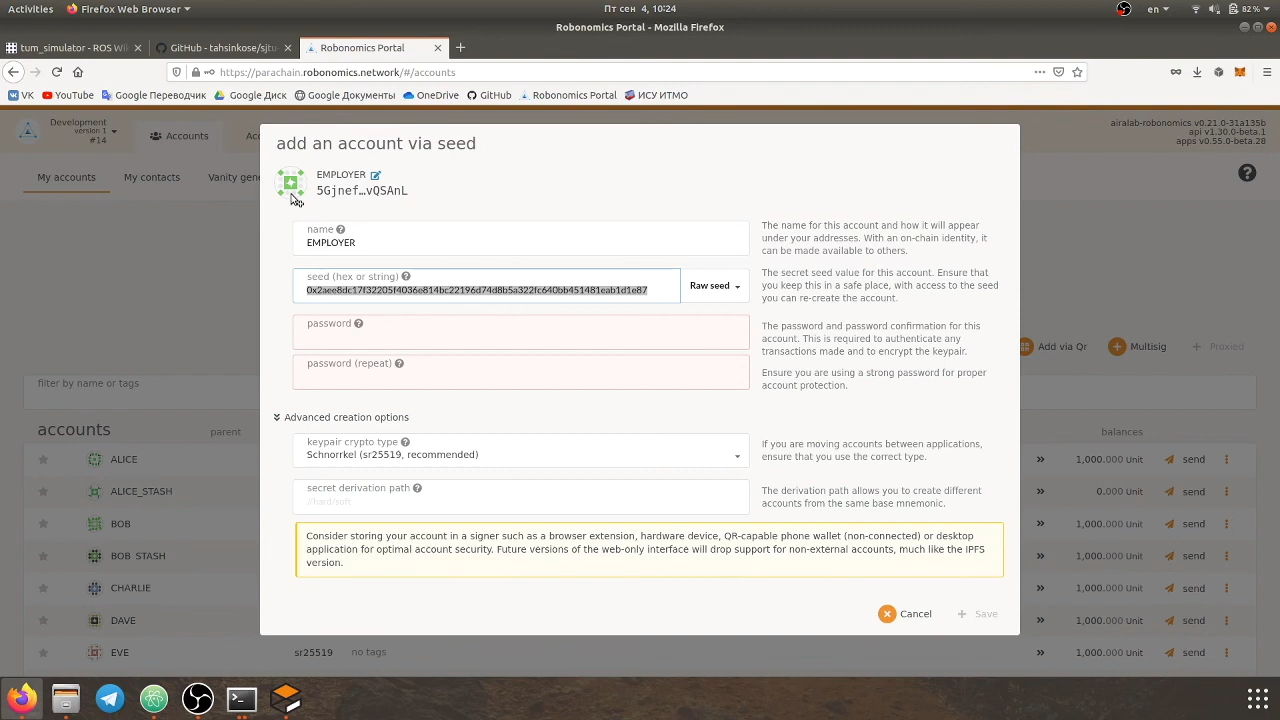 Activities
Firefox Web Browser
Пт сен 4, 10:24
en
82 %
Robonomics Portal - Mozilla Firefox
tum_simulator - ROS Wi
GitHub - tahsinkose/sjtu
Robonomics Portal
https://parachain.robonomics.network/#/accounts
VK
YouTube
Google Переводчик
Google Диск
Google Документы
OneDrive
GitHub
Robonomics Portal
ИСУ ИТМО
Development
version 1
#14
Accounts
Acc
airalab-robonomics v0.21.0-31a135b
api v1.30.0-beta.1
apps v0.55.0-beta.28
My accounts
My contacts
Vanity gene
add an account via seed
EMPLOYER
5Gjnef…vQSAnL
name
EMPLOYER
The name for this account and how it will appear
under your addresses. With an on-chain identity, it
can be made available to others.
seed (hex or string)
0x2aee8dc17f32205f4036e814bc22196d74d8b5a322fc640bb451481eab1d1e87
Raw seed
The secret seed value for this account. Ensure that
you keep this in a safe place, with access to the seed
you can re-create the account.
password
password (repeat)
The password and password confirmation for this
account. This is required to authenticate any
transactions made and to encrypt the keypair.
Ensure you are using a strong password for proper
account protection.
Add via Qr
Multisig
Proxied
filter by name or tags
Advanced creation options
keypair crypto type
Schnorrkel (sr25519, recommended)
If you are moving accounts between applications,
ensure that you use the correct type.
secret derivation path
//hard/soft
The derivation path allows you to create different
accounts from the same base mnemonic.
Consider storing your account in a signer such as a browser extension, hardware device, QR-capable phone wallet (non-connected) or desktop
application for optimal account security. Future versions of the web-only interface will drop support for non-external accounts, much like the IPFS
version.
Cancel
Save
accounts
parent
balances
ALICE
1,000.000 Unit
send
ALICE_STASH
0.000 Unit
send
BOB
1,000.000 Unit
send
BOB_STASH
1,000.000 Unit
send
CHARLIE
1,000.000 Unit
send
DAVE
1,000.000 Unit
send
EVE
sr25519
no tags
1,000.000 Unit
send